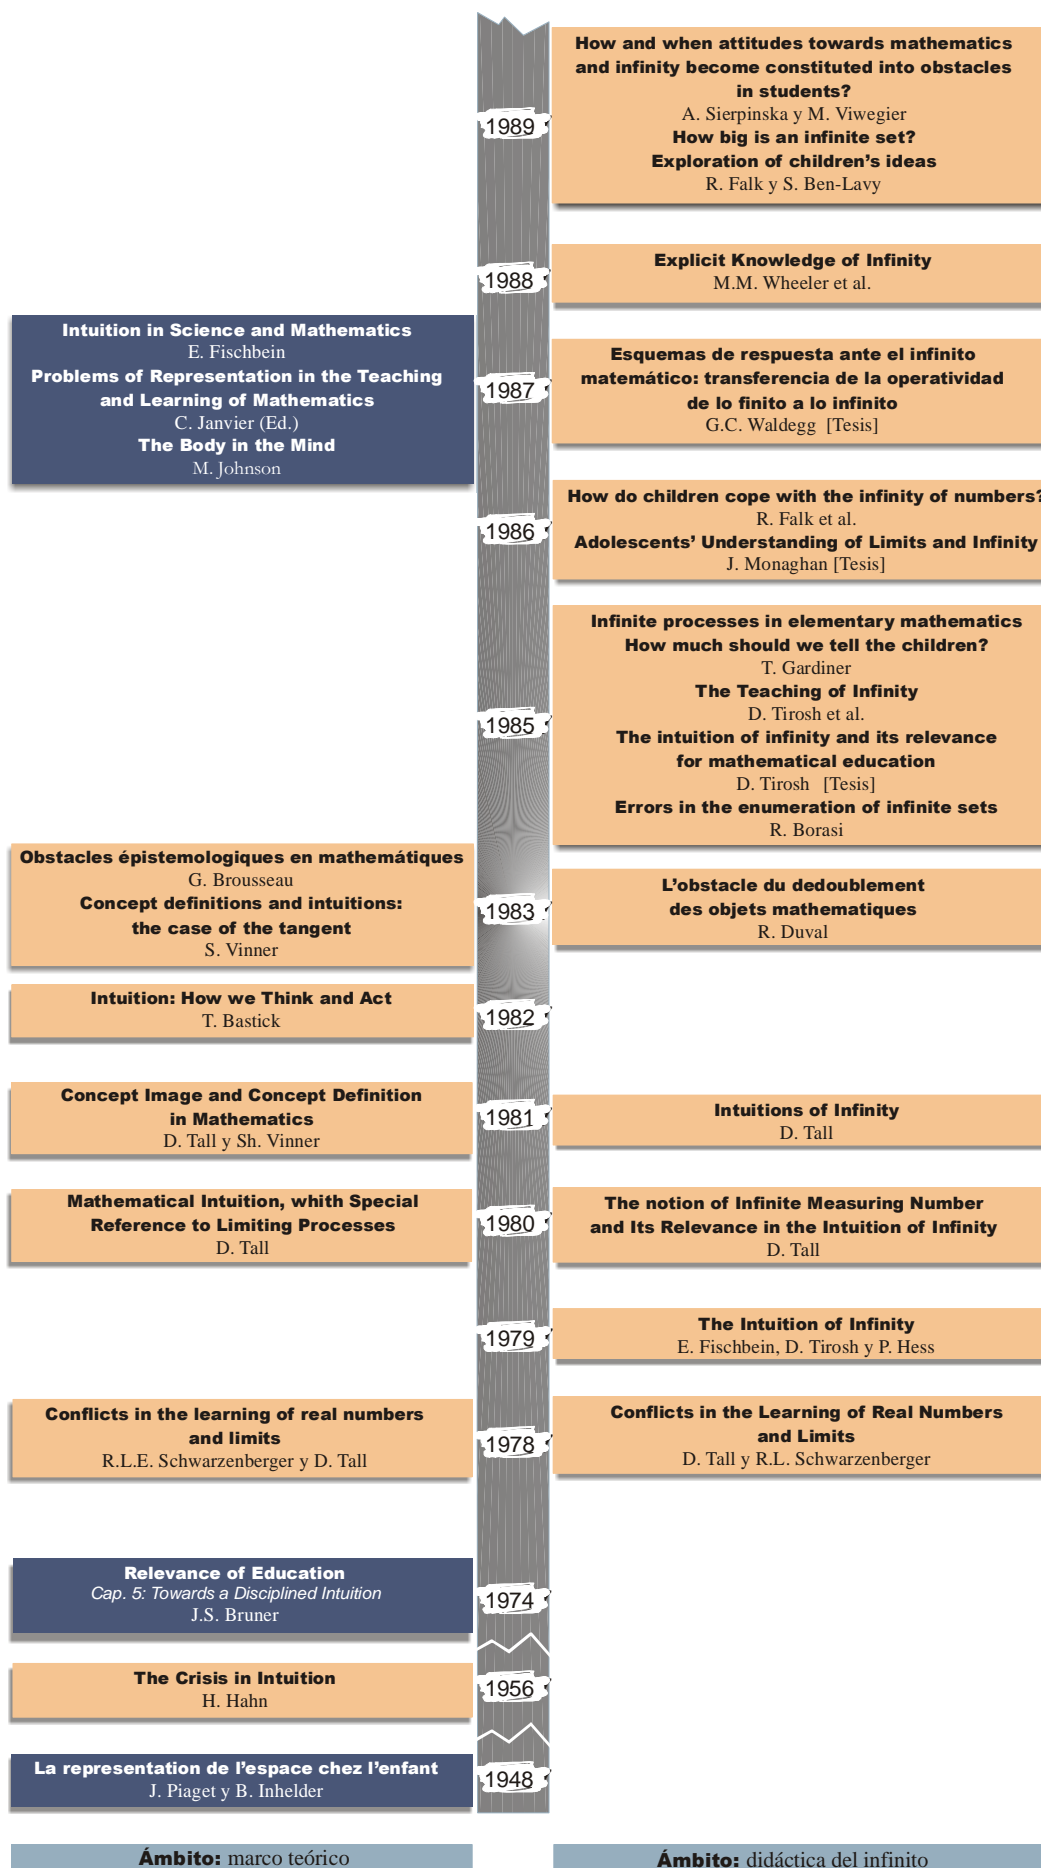 How and when attitudes towards mathematics
and infinity become constituted into obstacles
in students?
A. Sierpinska y M. Viwegier
How big is an infinite set?
Exploration of children's ideas
R. Falk y S. Ben-Lavy
1989
Explicit Knowledge of Infinity
M.M. Wheeler et al.
1988
Intuition in Science and Mathematics
E. Fischbein
Problems of Representation in the Teaching
and Learning of Mathematics
C. Janvier (Ed.)
The Body in the Mind
M. Johnson
1987
Esquemas de respuesta ante el infinito
matemático: transferencia de la operatividad
de lo finito a lo infinito
G.C. Waldegg [Tesis]
1986
How do children cope with the infinity of numbers?
R. Falk et al.
Adolescents' Understanding of Limits and Infinity
J. Monaghan [Tesis]
1985
Infinite processes in elementary mathematics
How much should we tell the children?
T. Gardiner
The Teaching of Infinity
D. Tirosh et al.
The intuition of infinity and its relevance
for mathematical education
D. Tirosh [Tesis]
Errors in the enumeration of infinite sets
R. Borasi
Obstacles épistemologiques en mathémátiques
G. Brousseau
Concept definitions and intuitions:
the case of the tangent
S. Vinner
1983
L'obstacle du dedoublement
des objets mathematiques
R. Duval
Intuition: How we Think and Act
T. Bastick
1982
Concept Image and Concept Definition
in Mathematics
D. Tall y Sh. Vinner
1981
Intuitions of Infinity
D. Tall
Mathematical Intuition, whith Special
Reference to Limiting Processes
D. Tall
1980
The notion of Infinite Measuring Number
and Its Relevance in the Intuition of Infinity
D. Tall
1979
The Intuition of Infinity
E. Fischbein, D. Tirosh y P. Hess
Conflicts in the learning of real numbers
and limits
R.L.E. Schwarzenberger y D. Tall
1978
Conflicts in the Learning of Real Numbers
and Limits
D. Tall y R.L. Schwarzenberger
Relevance of Education
Cap. 5: Towards a Disciplined Intuition
J.S. Bruner
1974
The Crisis in Intuition
H. Hahn
1956
La representation de l'espace chez l'enfant
J. Piaget y B. Inhelder
1948
Ámbito: marco teórico
Ámbito: didáctica del infinito